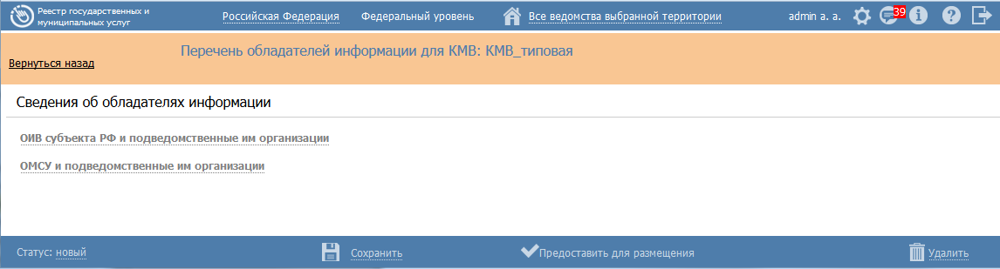 Реестр государственных и
муниципальных услуг
Российская Федерация
Федеральный уровень
Все ведомства выбранной территории
admin a. a.
39
Вернуться назад
Перечень обладателей информации для КМВ: КМВ_типовая
Сведения об обладателях информации
ОИВ субъекта РФ и подведомственные им организации
ОМСУ и подведомственные им организации
Статус: новый
Сохранить
Предоставить для размещения
Удалить